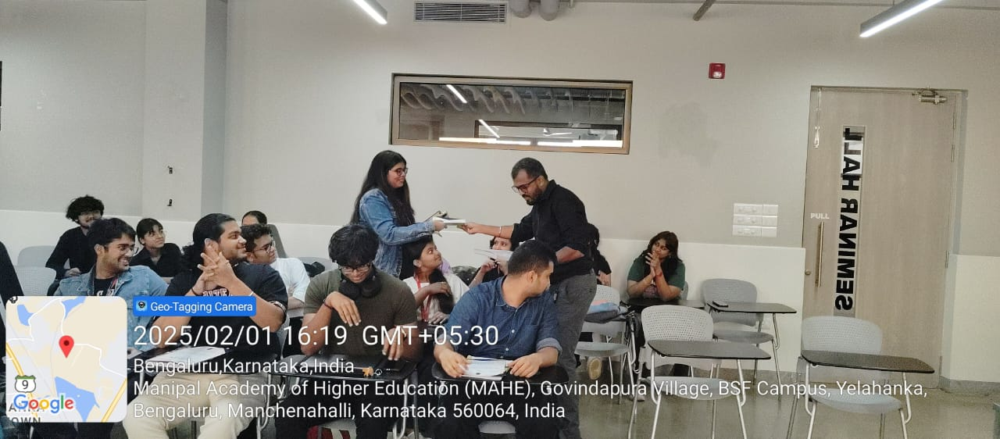 SEMINAR HALL
PULL
Geo-Tagging Camera
2025/02/01 16:19 GMT+05:30
Bengaluru,Karnataka,India
Manipal Academy of Higher Education (MAHE), Govindapura Village, BSF Campus, Yelahanka,
Bengaluru, Manchenahalli, Karnataka 560064, India
9
Google
OWN